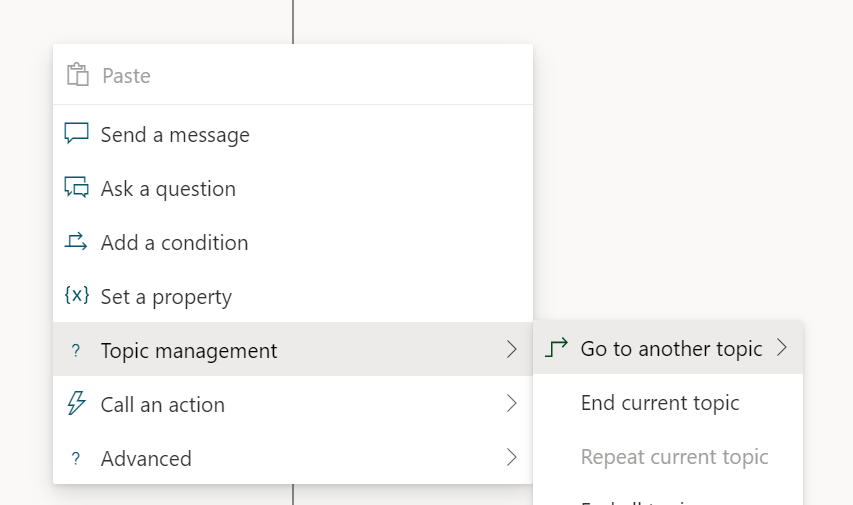 Paste
Send a message
Ask a question
Add a condition
{x} Set a property
? Topic management
Go to another topic
Call an action
End current topic
? Advanced
Repeat current topic